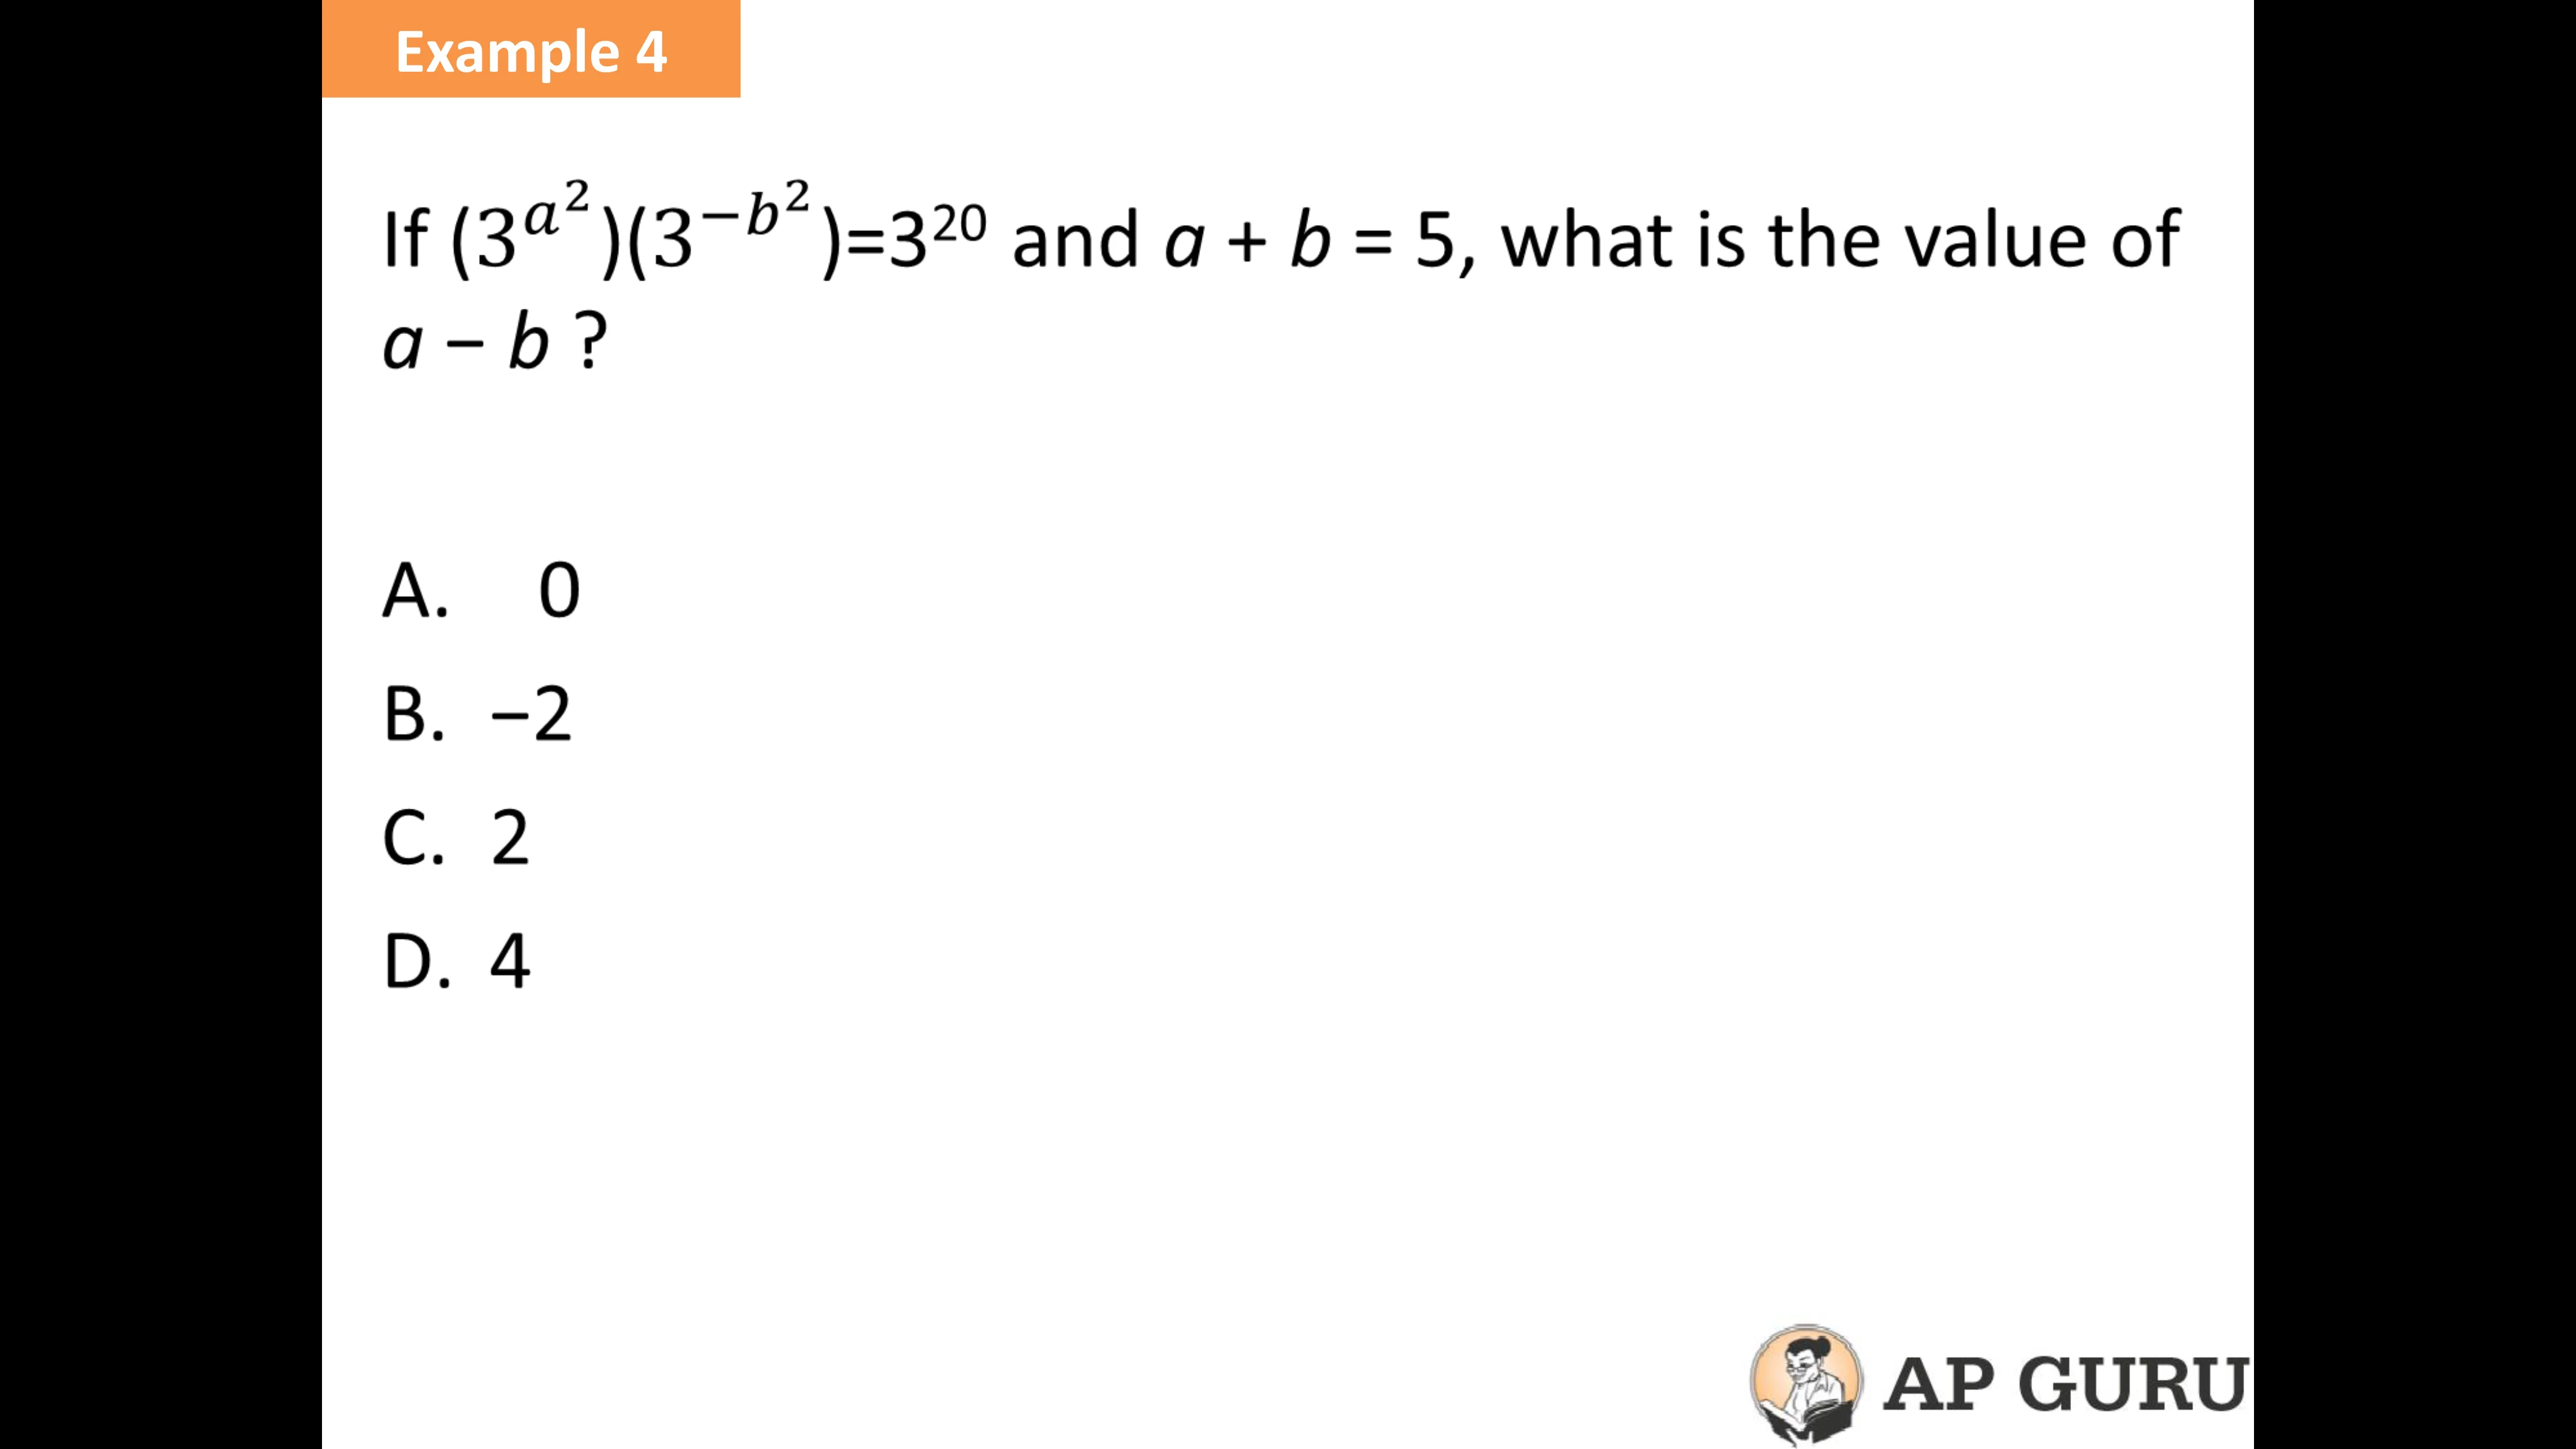 Example 4
If (3^{a^2})(3^{-b^2})=3^{20} and a + b = 5, what is the value of
a – b ?
A. 0
B. –2
C. 2
D. 4
AP GURU